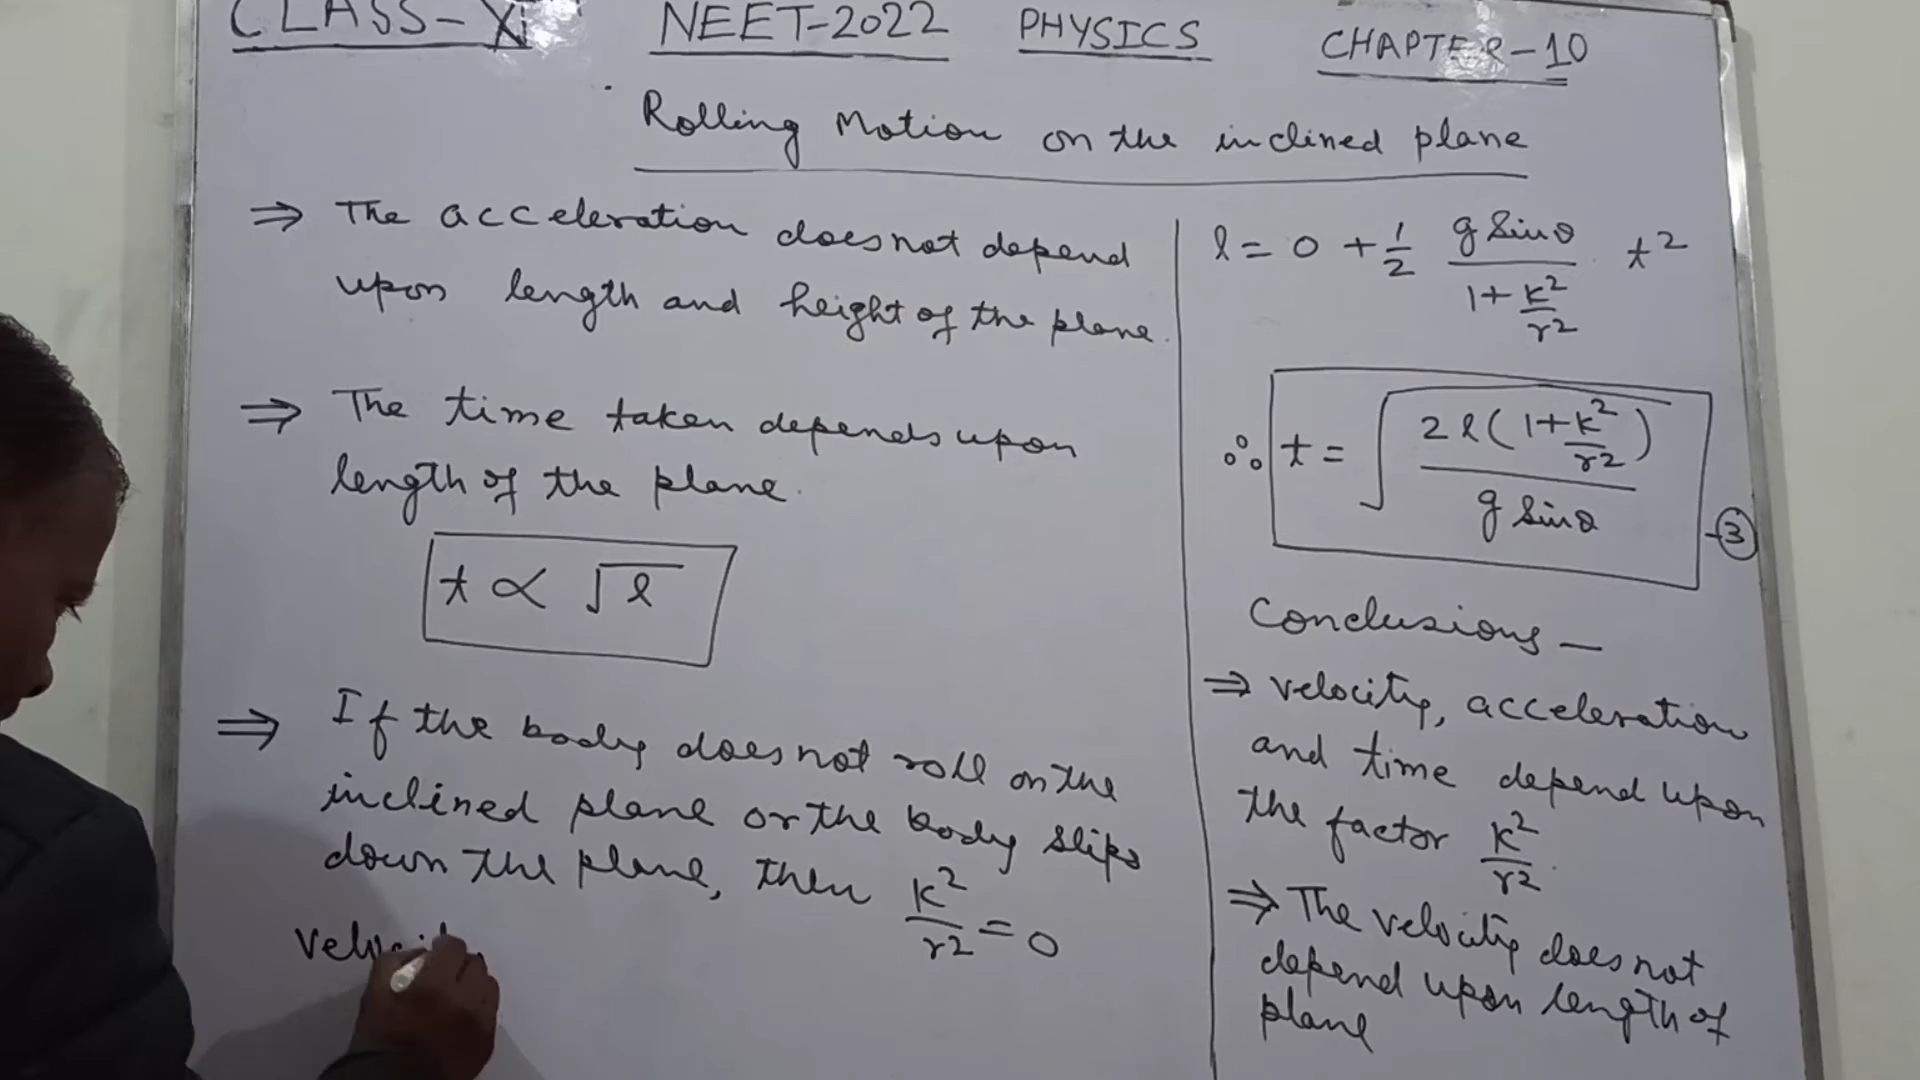 CLASS-XI NEET-2022 PHYSICS CHAPTER-10
Rolling Motion on the inclined plane
⇒ The acceleration does not depend
upon length and height of the plane.
⇒ The time taken depends upon
length of the plane.
t ∝ √l
⇒ If the body does not roll on the
inclined plane or the body slips
down the plane, then k²/r² = 0
l = 0 + 1/2 g sinθ/(1+k²/r²) t²
∴ t = √(2l(1+k²/r²)/(g sinθ)) -③
Conclusions —
⇒ velocity, acceleration
and time depend upon
the factor k²/r².
⇒ The velocity does not
depend upon length of
plane